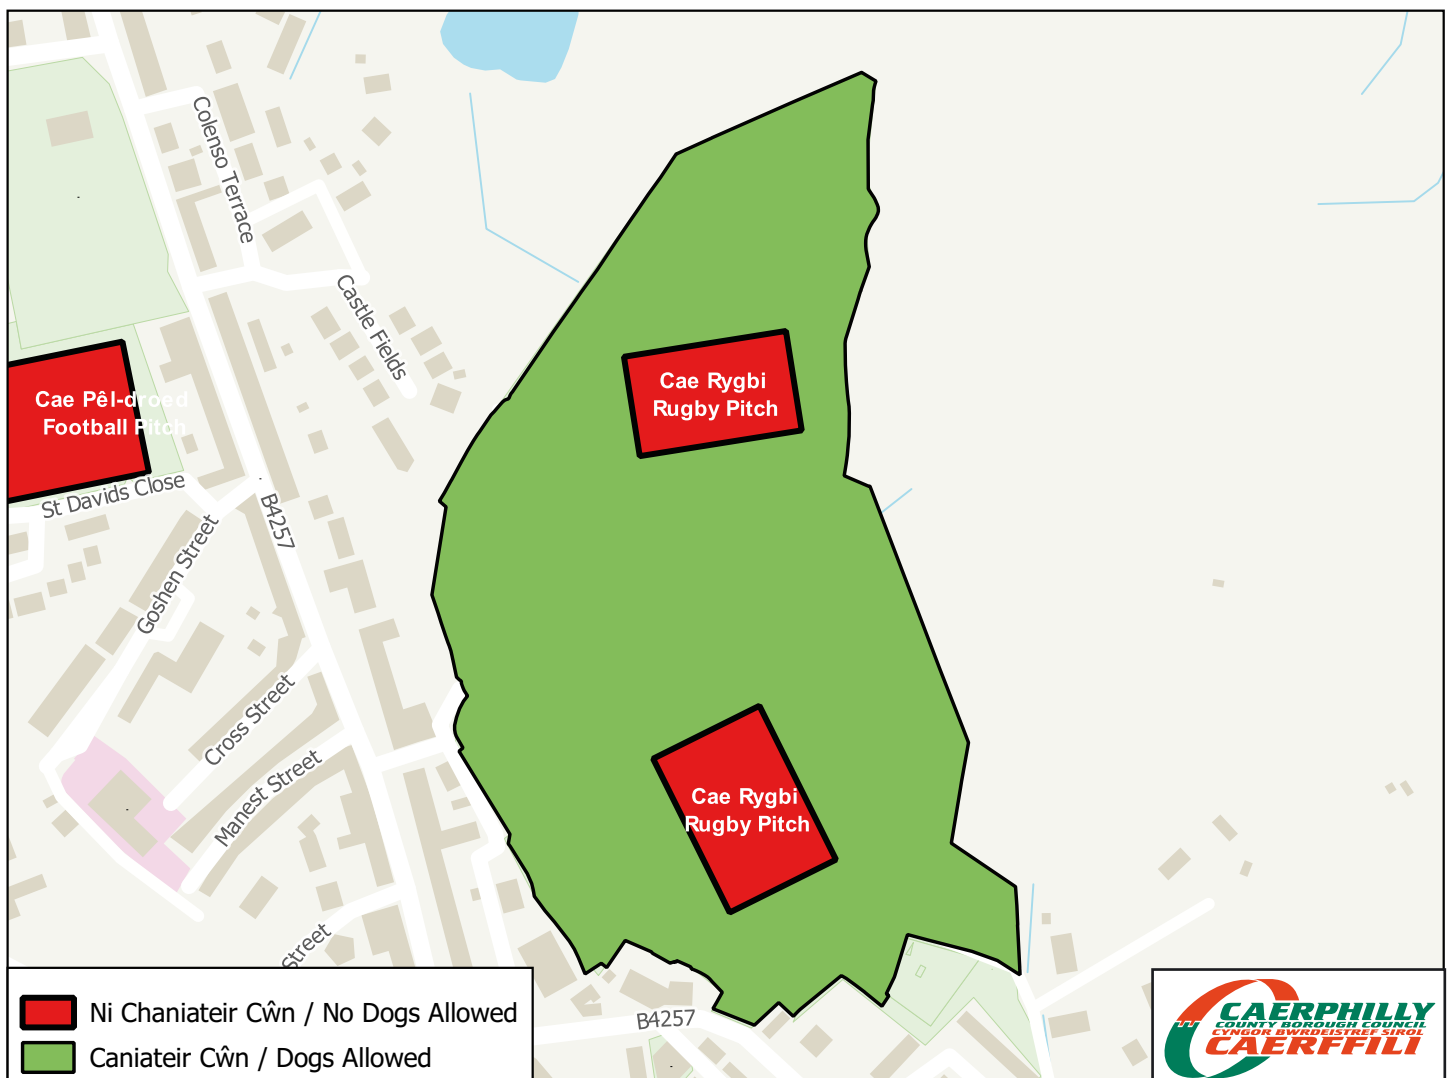 Colenso Terrace
Castle Fields
Cae Rygbi
Rugby Pitch
Cae Pêl-droed
Football Pitch
St Davids Close
B4257
Goshen Street
Cross Street
Manest Street
Cae Rygbi
Rugby Pitch
Street
B4257
Ni Chaniateir Cŵn / No Dogs Allowed
Caniateir Cŵn / Dogs Allowed
CAERPHILLY
COUNTY BOROUGH COUNCIL
CYNGOR BWRDEISTREF SIROL
CAERFFILI